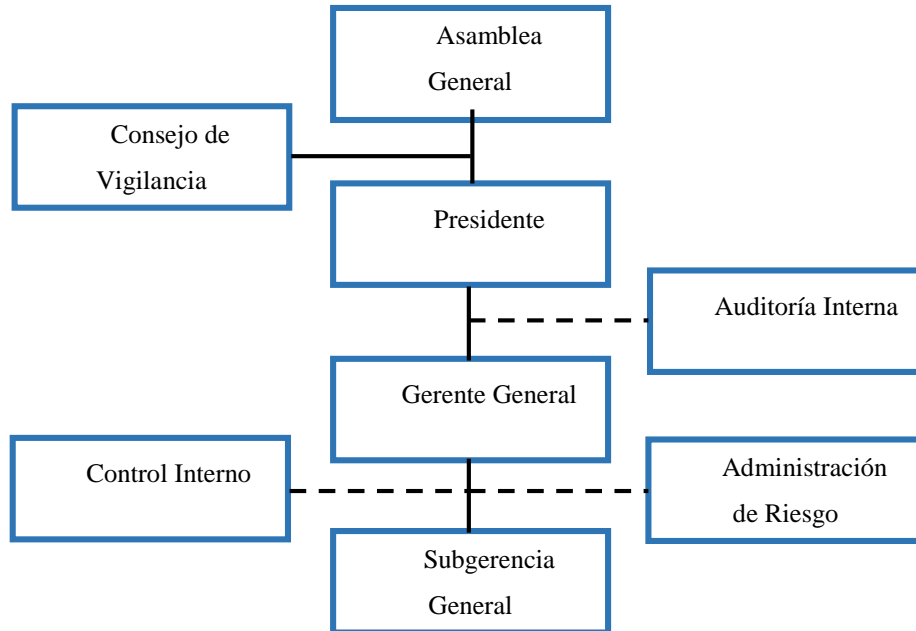 Asamblea
General
Consejo de
Vigilancia
Presidente
Auditoría Interna
Gerente General
Control Interno
Administración
de Riesgo
Subgerencia
General